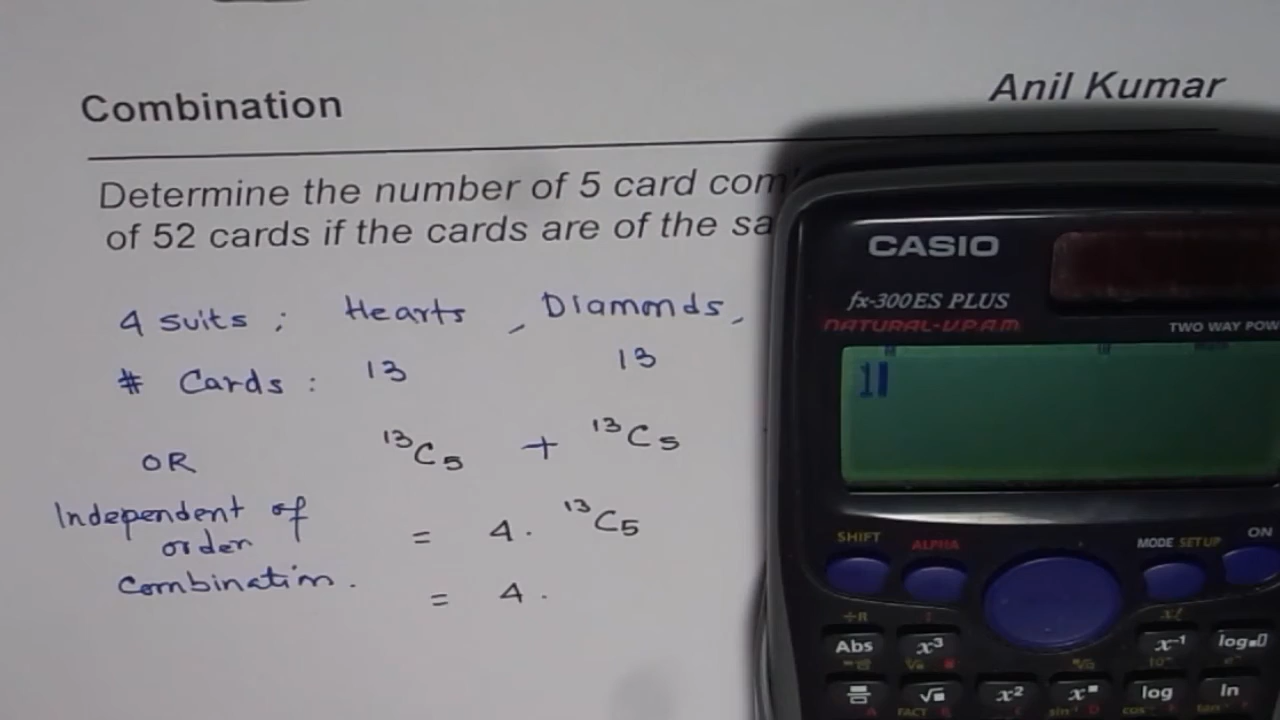 Combination
Anil Kumar
Determine the number of 5 card com
of 52 cards if the cards are of the sa
4 suits ; Hearts , Diamonds,
# Cards : 13 13
OR ¹³C₅ + ¹³C₅
Independent of
order
Combination.
= 4. ¹³C₅
= 4.
CASIO
fx-300ES PLUS
NATURAL-V.P.A.M.
TWO WAY POW
1
SHIFT
ALPHA
MODE SETUP
ON
÷R
x!
Abs
x³
x⁻¹
log
√
x²
x
log
ln
FACT